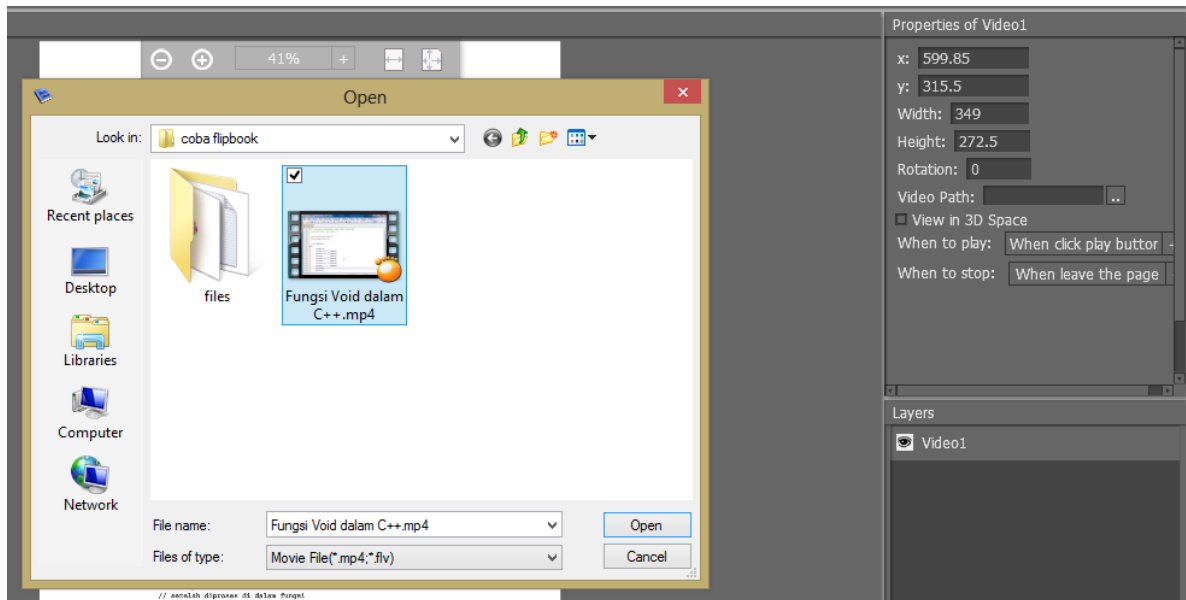 Properties of Video1
41%
x: 599.85
y: 315.5
Width: 349
Height: 272.5
Rotation: 0
Video Path: ..
View in 3D Space
When to play: When click play buttor
When to stop: When leave the page
Open
Look in: coba flipbook
Recent places
Desktop
Libraries
Computer
Network
files
Fungsi Void dalam
C++.mp4
File name: Fungsi Void dalam C++.mp4
Open
Files of type: Movie File(*.mp4;*.flv)
Cancel
Layers
Video1
// setelah diproses di dalam fungsi